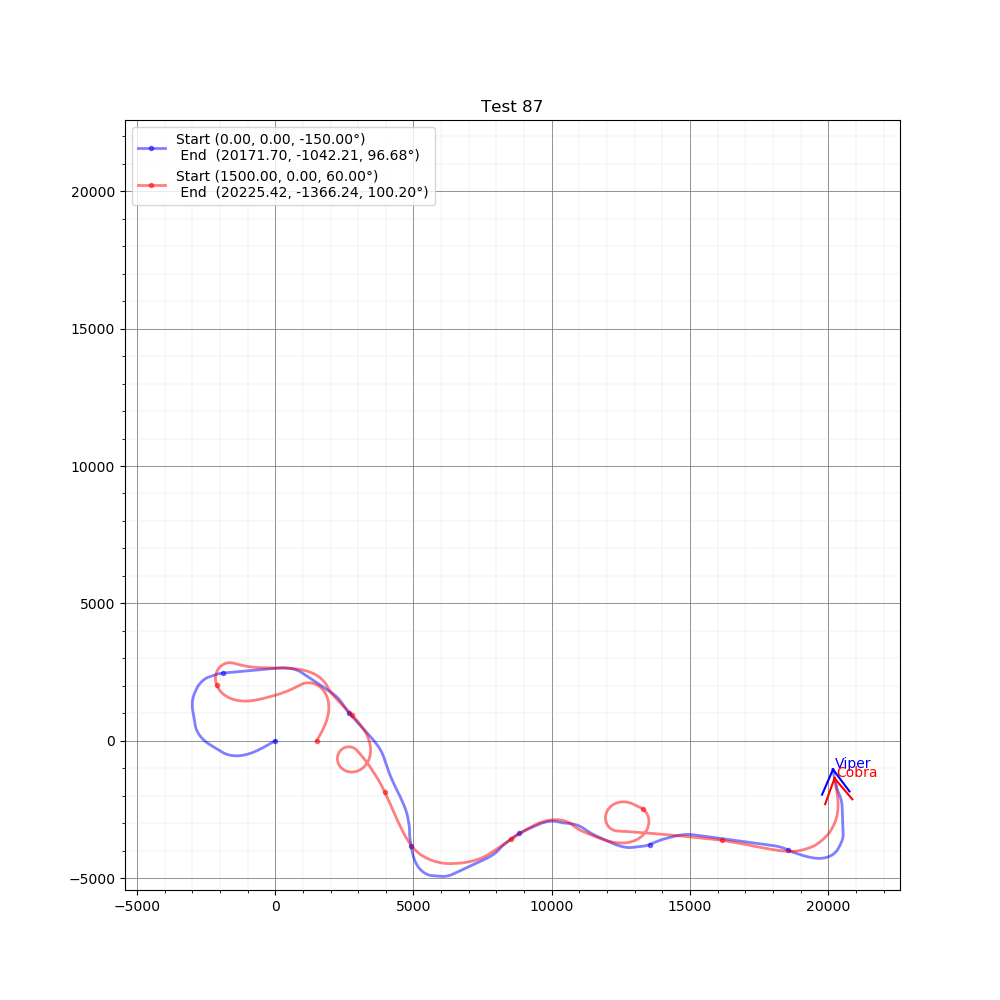 Test 87
Start (0.00, 0.00, -150.00°)
End  (20171.70, -1042.21, 96.68°)
Start (1500.00, 0.00, 60.00°)
End  (20225.42, -1366.24, 100.20°)
20000
15000
10000
5000
0
−5000
Viper
Cobra
−5000
0
5000
10000
15000
20000